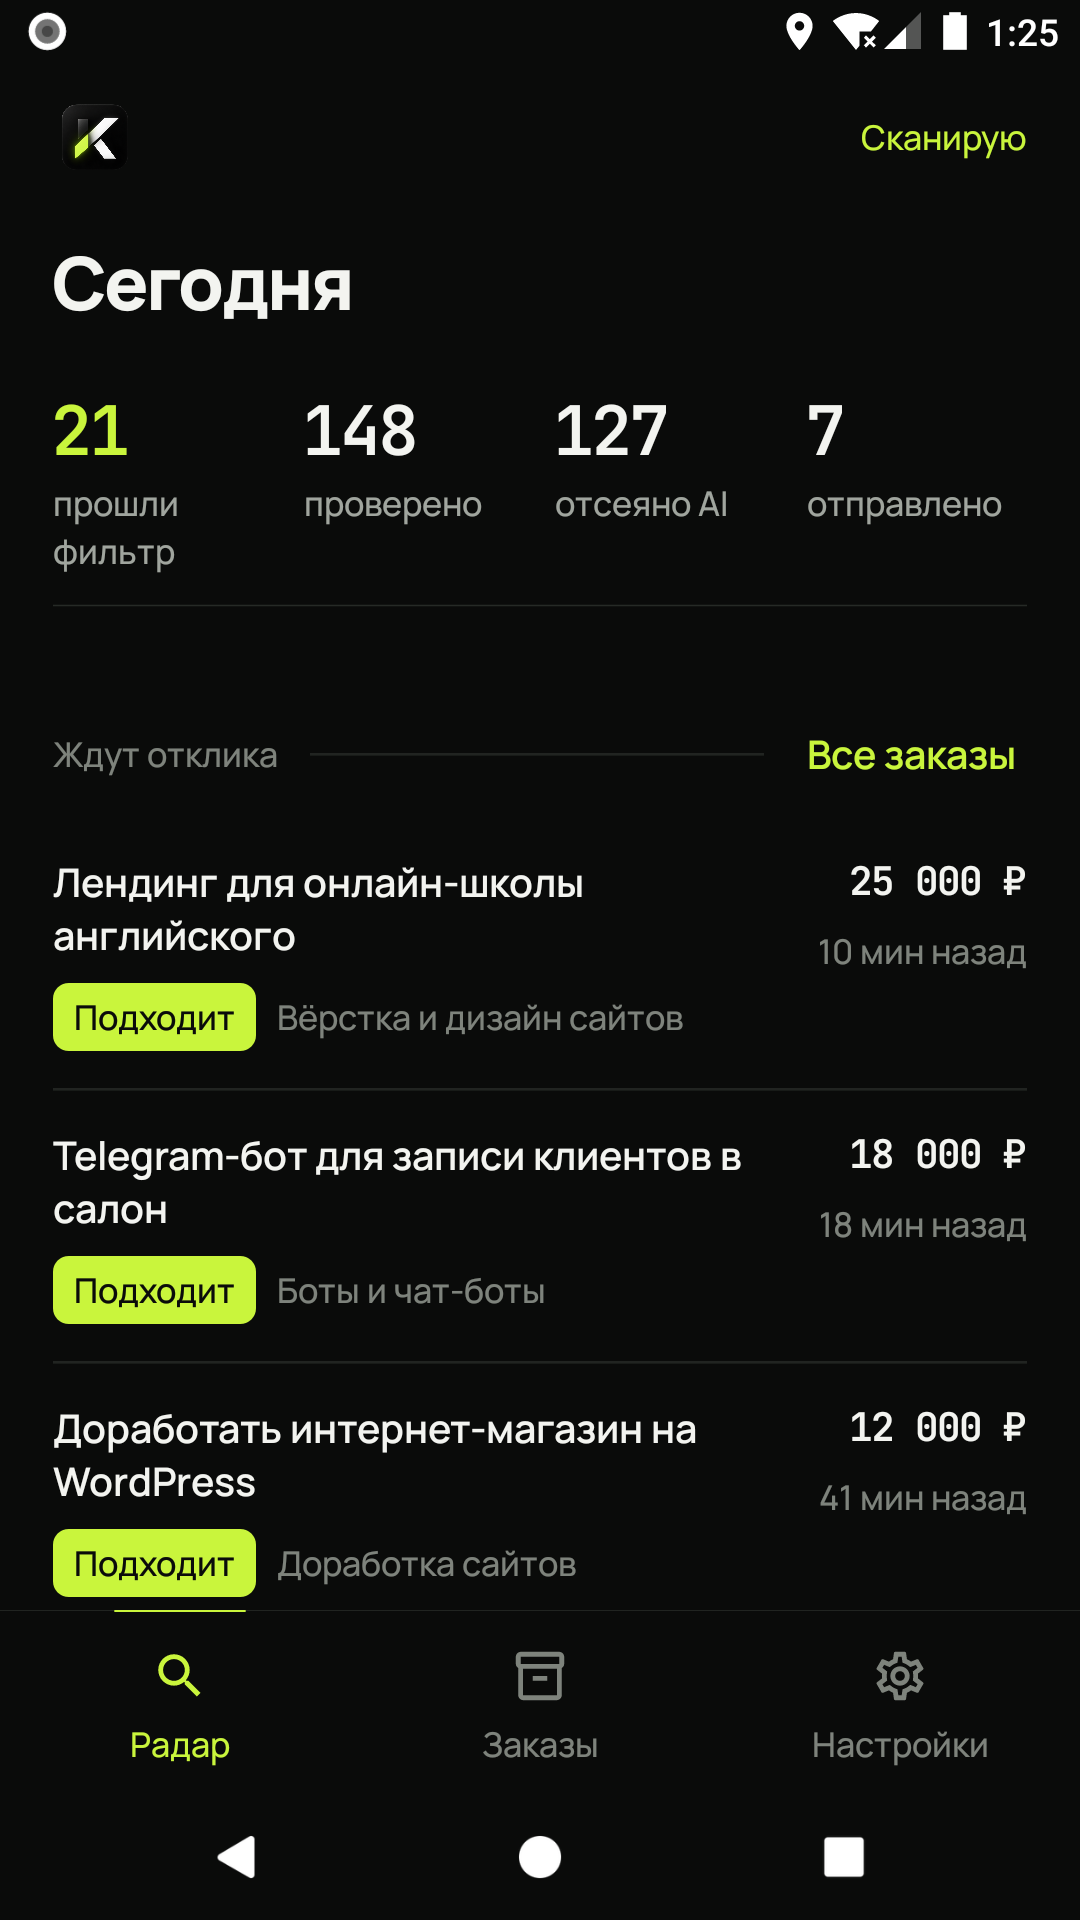 1:25
Сканирую
Сегодня
21
148
127
7
прошли фильтр
проверено
отсеяно AI
отправлено
Ждут отклика
Все заказы
Лендинг для онлайн-школы
английского
25 000 ₽
10 мин назад
Подходит
Вёрстка и дизайн сайтов
Telegram-бот для записи клиентов в
салон
18 000 ₽
18 мин назад
Подходит
Боты и чат-боты
Доработать интернет-магазин на
WordPress
12 000 ₽
41 мин назад
Подходит
Доработка сайтов
Радар
Заказы
Настройки